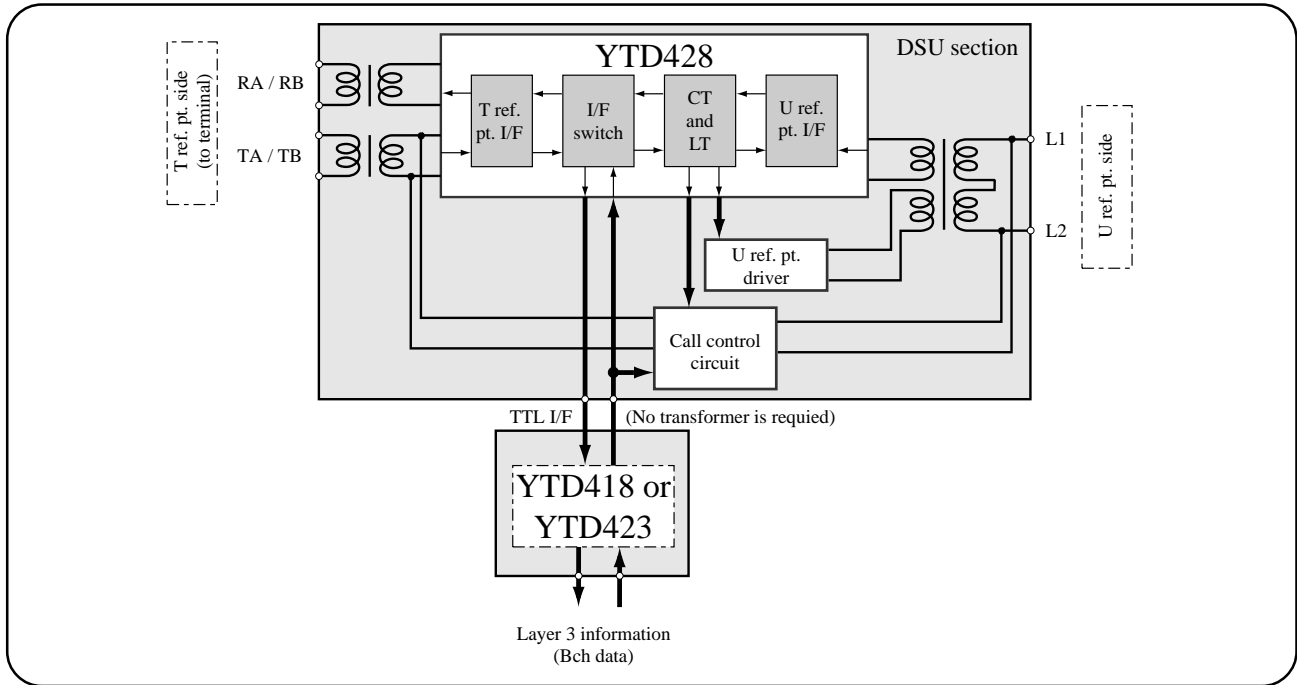 DSU section
YTD428
T ref. pt. side
(to terminal)
RA / RB
TA / TB
T ref.
pt. I/F
I/F
switch
CT
and
LT
U ref.
pt. I/F
L1
L2
U ref. pt. side
U ref. pt.
driver
Call control
circuit
TTL I/F
(No transformer is requied)
YTD418 or
YTD423
Layer 3 information
(Bch data)